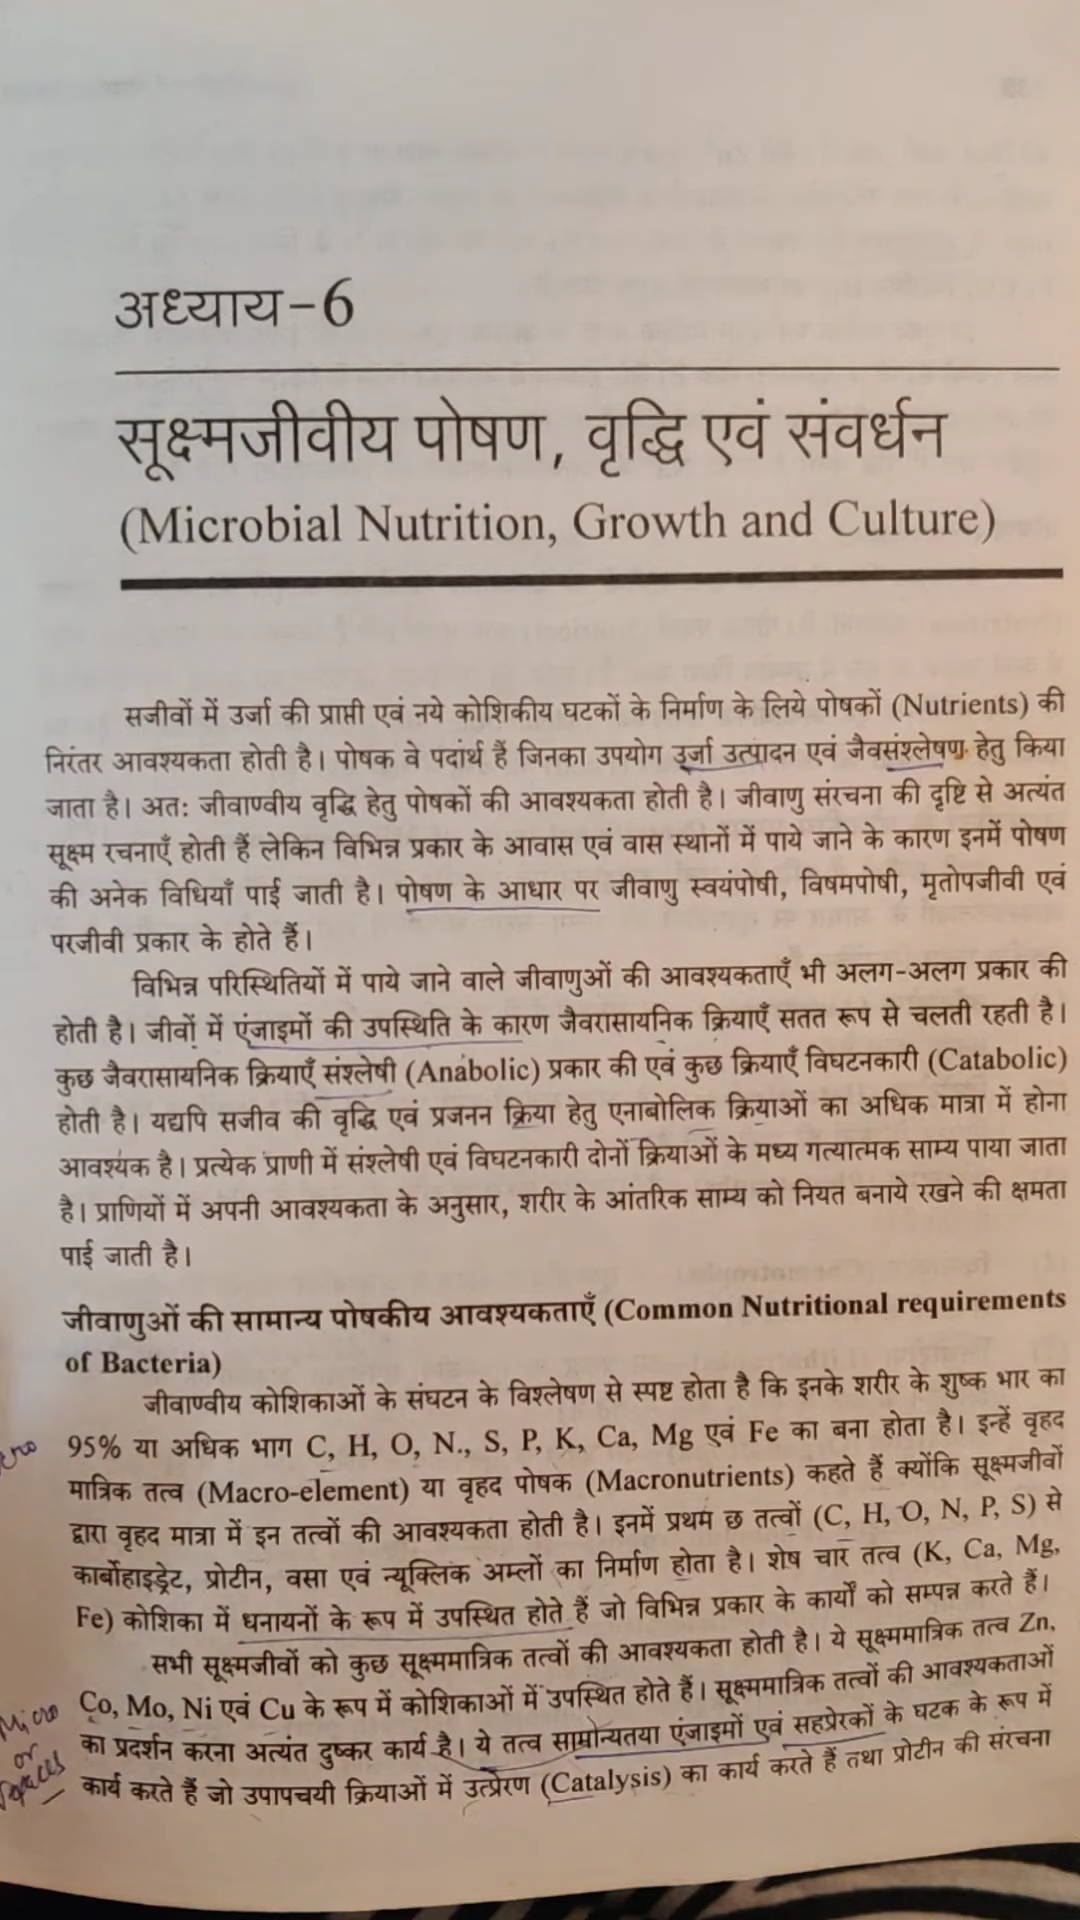 अध्याय-6
सूक्ष्मजीवीय पोषण, वृद्धि एवं संवर्धन
(Microbial Nutrition, Growth and Culture)
सजीवों में उर्जा की प्राप्ती एवं नये कोशिकीय घटकों के निर्माण के लिये पोषकों (Nutrients) की
निरंतर आवश्यकता होती है। पोषक वे पदार्थ हैं जिनका उपयोग उर्जा उत्पादन एवं जैवसंश्लेषण हेतु किया
जाता है। अतः जीवाण्वीय वृद्धि हेतु पोषकों की आवश्यकता होती है। जीवाणु संरचना की दृष्टि से अत्यंत
सूक्ष्म रचनाएँ होती हैं लेकिन विभिन्न प्रकार के आवास एवं वास स्थानों में पाये जाने के कारण इनमें पोषण
की अनेक विधियाँ पाई जाती है। पोषण के आधार पर जीवाणु स्वयंपोषी, विषमपोषी, मृतोपजीवी एवं
परजीवी प्रकार के होते हैं।
विभिन्न परिस्थितियों में पाये जाने वाले जीवाणुओं की आवश्यकताएँ भी अलग-अलग प्रकार की
होती है। जीवों में एंजाइमों की उपस्थिति के कारण जैवरासायनिक क्रियाएँ सतत रूप से चलती रहती है।
कुछ जैवरासायनिक क्रियाएँ संश्लेषी (Anabolic) प्रकार की एवं कुछ क्रियाएँ विघटनकारी (Catabolic)
होती है। यद्यपि सजीव की वृद्धि एवं प्रजनन क्रिया हेतु एनाबोलिक क्रियाओं का अधिक मात्रा में होना
आवश्यक है। प्रत्येक प्राणी में संश्लेषी एवं विघटनकारी दोनों क्रियाओं के मध्य गत्यात्मक साम्य पाया जाता
है। प्राणियों में अपनी आवश्यकता के अनुसार, शरीर के आंतरिक साम्य को नियत बनाये रखने की क्षमता
पाई जाती है।
जीवाणुओं की सामान्य पोषकीय आवश्यकताएँ (Common Nutritional requirements
of Bacteria)
जीवाण्वीय कोशिकाओं के संघटन के विश्लेषण से स्पष्ट होता है कि इनके शरीर के शुष्क भार का
95% या अधिक भाग C, H, O, N., S, P, K, Ca, Mg एवं Fe का बना होता है। इन्हें वृहद
मात्रिक तत्व (Macro-element) या वृहद पोषक (Macronutrients) कहते हैं क्योंकि सूक्ष्मजीवों
द्वारा वृहद मात्रा में इन तत्वों की आवश्यकता होती है। इनमें प्रथम छ तत्वों (C, H, O, N, P, S) से
कार्बोहाइड्रेट, प्रोटीन, वसा एवं न्यूक्लिक अम्लों का निर्माण होता है। शेष चार तत्व (K, Ca, Mg,
Fe) कोशिका में धनायनों के रूप में उपस्थित होते हैं जो विभिन्न प्रकार के कार्यों को सम्पन्न करते हैं।
सभी सूक्ष्मजीवों को कुछ सूक्ष्ममात्रिक तत्वों की आवश्यकता होती है। ये सूक्ष्ममात्रिक तत्व Zn,
Micro Co, Mo, Ni एवं Cu के रूप में कोशिकाओं में उपस्थित होते हैं। सूक्ष्ममात्रिक तत्वों की आवश्यकताओं
or का प्रदर्शन करना अत्यंत दुष्कर कार्य है। ये तत्व सामान्यतया एंजाइमों एवं सहप्रेरकों के घटक के रूप में
कार्य करते हैं जो उपापचयी क्रियाओं में उत्प्रेरण (Catalysis) का कार्य करते हैं तथा प्रोटीन की संरचना